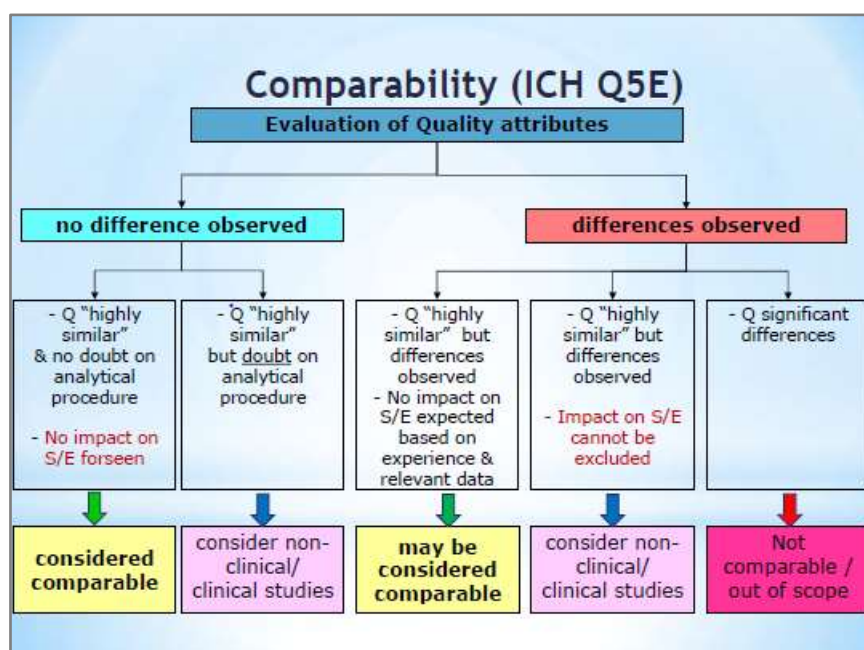 Comparability (ICH Q5E)
Evaluation of Quality attributes
no difference observed
differences observed
- Q “highly
similar”
& no doubt on
analytical
procedure
- No impact on
S/E forseen
- Q “highly
similar”
but doubt on
analytical
procedure
- Q “highly
similar” but
differences
observed
- No impact on
S/E expected
based on
experience &
relevant data
- Q “highly
similar” but
differences
observed
- Impact on S/E
cannot be
excluded
- Q significant
differences
considered
comparable
consider non-
clinical/
clinical studies
may be
considered
comparable
consider non-
clinical/
clinical studies
Not
comparable /
out of scope